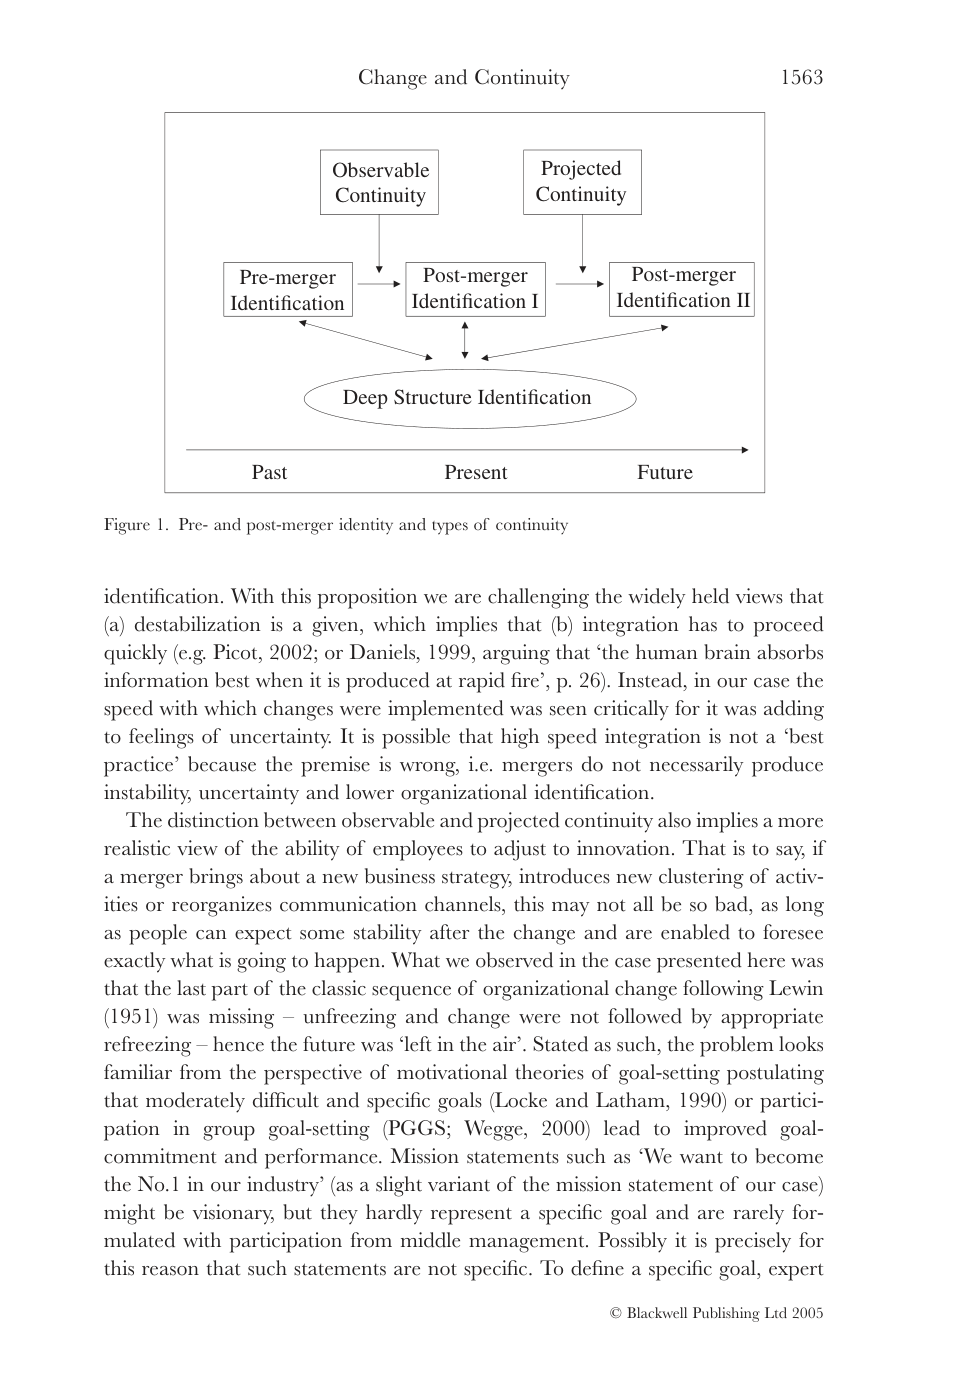 Change and Continuity 1563
Observable
Continuity
Projected
Continuity
Pre-merger
Identification
Post-merger
Identification I
Post-merger
Identification II
Deep Structure Identification
Past Present Future
Figure 1. Pre- and post-merger identity and types of continuity
identification. With this proposition we are challenging the widely held views that
(a) destabilization is a given, which implies that (b) integration has to proceed
quickly (e.g. Picot, 2002; or Daniels, 1999, arguing that ‘the human brain absorbs
information best when it is produced at rapid fire’, p. 26). Instead, in our case the
speed with which changes were implemented was seen critically for it was adding
to feelings of uncertainty. It is possible that high speed integration is not a ‘best
practice’ because the premise is wrong, i.e. mergers do not necessarily produce
instability, uncertainty and lower organizational identification.
The distinction between observable and projected continuity also implies a more
realistic view of the ability of employees to adjust to innovation. That is to say, if
a merger brings about a new business strategy, introduces new clustering of activ-
ities or reorganizes communication channels, this may not all be so bad, as long
as people can expect some stability after the change and are enabled to foresee
exactly what is going to happen. What we observed in the case presented here was
that the last part of the classic sequence of organizational change following Lewin
(1951) was missing – unfreezing and change were not followed by appropriate
refreezing – hence the future was ‘left in the air’. Stated as such, the problem looks
familiar from the perspective of motivational theories of goal-setting postulating
that moderately difficult and specific goals (Locke and Latham, 1990) or partici-
pation in group goal-setting (PGGS; Wegge, 2000) lead to improved goal-
commitment and performance. Mission statements such as ‘We want to become
the No.1 in our industry’ (as a slight variant of the mission statement of our case)
might be visionary, but they hardly represent a specific goal and are rarely for-
mulated with participation from middle management. Possibly it is precisely for
this reason that such statements are not specific. To define a specific goal, expert
© Blackwell Publishing Ltd 2005